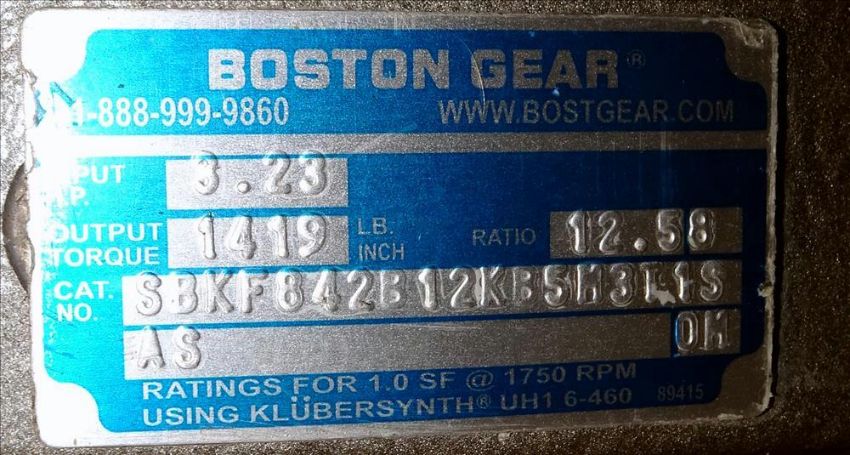 BOSTON GEAR®
1-888-999-9860 WWW.BOSTGEAR.COM
INPUT H.P. 3.23
OUTPUT TORQUE 1419 LB. INCH RATIO 12.58
CAT. NO. SBKF842B12KB5M3L1S
AS OM
RATINGS FOR 1.0 SF @ 1750 RPM
USING KLÜBERSYNTH® UH1 6-460 89415